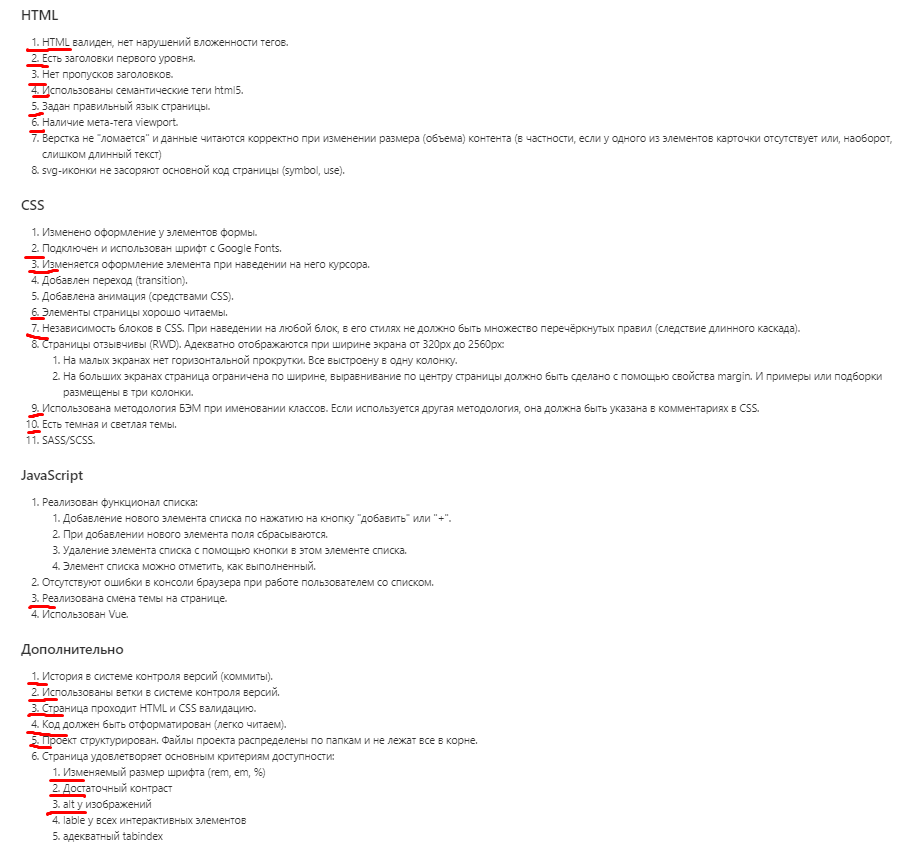 HTML
1. HTML валиден, нет нарушений вложенности тегов.
2. Есть заголовки первого уровня.
3. Нет пропусков заголовков.
4. Использованы семантические теги html5.
5. Задан правильный язык страницы.
6. Наличие мета-тега viewport.
7. Верстка не "ломается" и данные читаются корректно при изменении размера (объема) контента (в частности, если у одного из элементов карточки отсутствует или, наоборот,
слишком длинный текст)
8. svg-иконки не засоряют основной код страницы (symbol, use).
CSS
1. Изменено оформление у элементов формы.
2. Подключен и использован шрифт с Google Fonts.
3. Изменяется оформление элемента при наведении на него курсора.
4. Добавлен переход (transition).
5. Добавлена анимация (средствами CSS).
6. Элементы страницы хорошо читаемы.
7. Независимость блоков в CSS. При наведении на любой блок, в его стилях не должно быть множество перечёркнутых правил (следствие длинного каскада).
8. Страницы отзывчивы (RWD). Адекватно отображаются при ширине экрана от 320px до 2560px:
1. На малых экранах нет горизонтальной прокрутки. Все выстроену в одну колонку.
2. На больших экранах страница ограничена по ширине, выравнивание по центру страницы должно быть сделано с помощью свойства margin. И примеры или подборки
размещены в три колонки.
9. Использована методология БЭМ при именовании классов. Если используется другая методология, она должна быть указана в комментариях в CSS.
10. Есть темная и светлая темы.
11. SASS/SCSS.
JavaScript
1. Реализован функционал списка:
1. Добавление нового элемента списка по нажатию на кнопку "добавить" или "+".
2. При добавлении нового элемента поля сбрасываются.
3. Удаление элемента списка с помощью кнопки в этом элементе списка.
4. Элемент списка можно отметить, как выполненный.
2. Отсутствуют ошибки в консоли браузера при работе пользователем со списком.
3. Реализована смена темы на странице.
4. Использован Vue.
Дополнительно
1. История в системе контроля версий (коммиты).
2. Использованы ветки в системе контроля версий.
3. Страница проходит HTML и CSS валидацию.
4. Код должен быть отформатирован (легко читаем).
5. Проект структурирован. Файлы проекта распределены по папкам и не лежат все в корне.
6. Страница удовлетворяет основным критериям доступности:
1. Изменяемый размер шрифта (rem, em, %)
2. Достаточный контраст
3. alt у изображений
4. lable у всех интерактивных элементов
5. адекватный tabindex